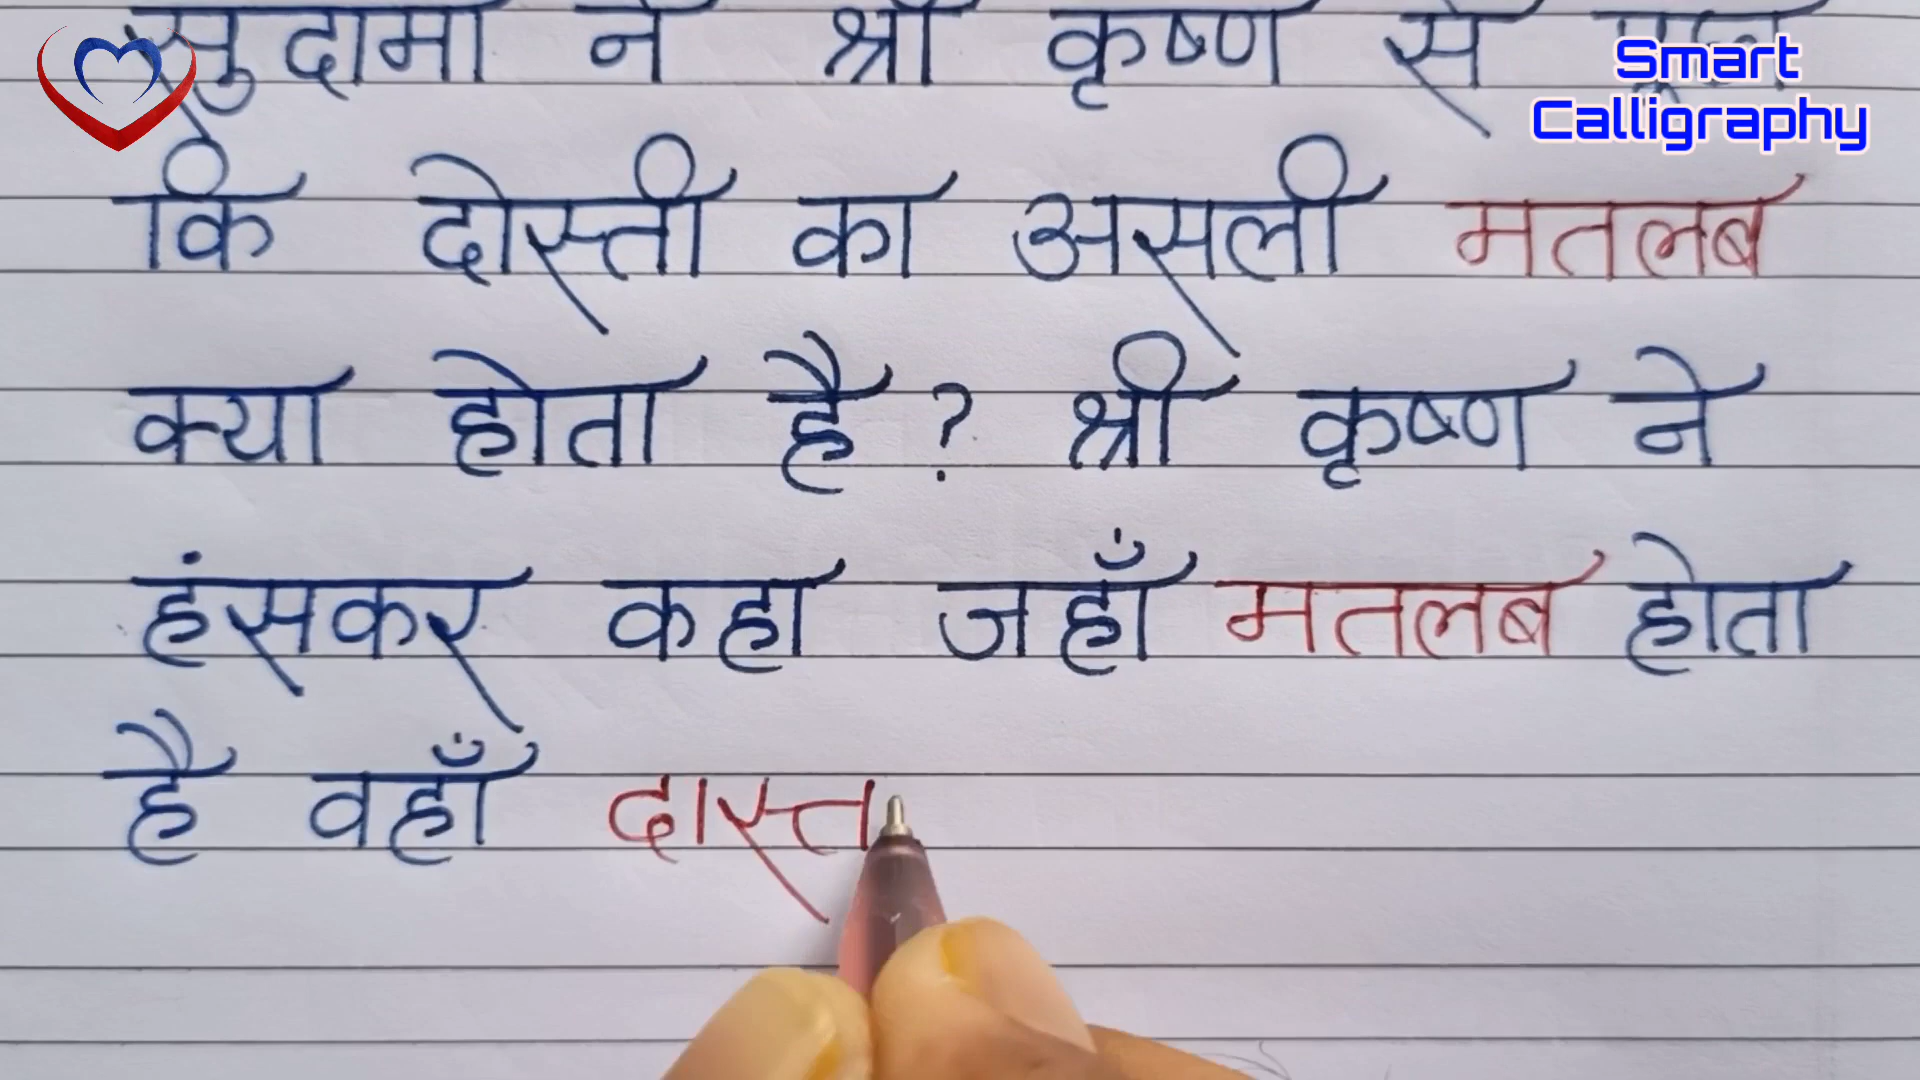 सुदामा ने श्री कृष्ण से
Smart
Calligraphy
कि दोस्ती का असली मतलब
क्या होता है? श्री कृष्ण ने
हंसकर कहा जहाँ मतलब होता
है वहाँ दास्त